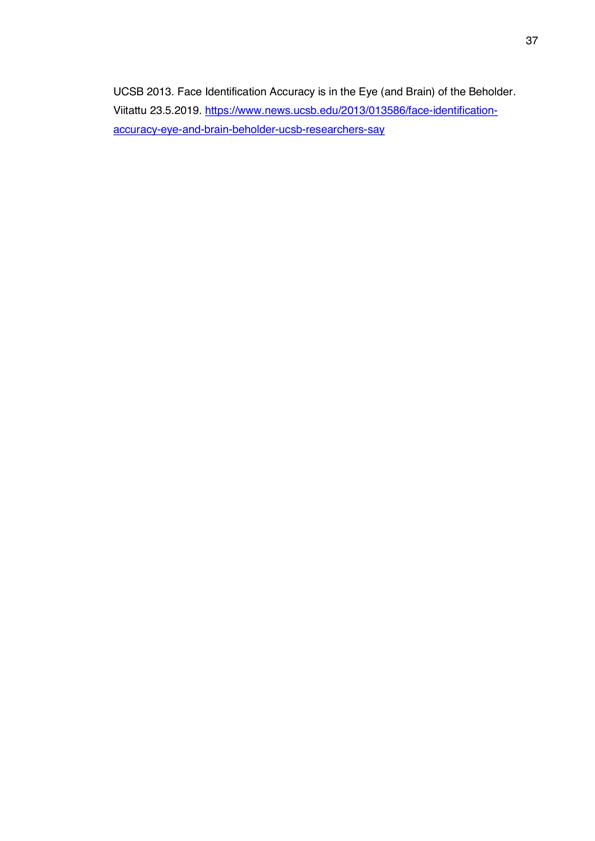 37
UCSB 2013. Face Identification Accuracy is in the Eye (and Brain) of the Beholder.
Viitattu 23.5.2019. https://www.news.ucsb.edu/2013/013586/face-identification-
accuracy-eye-and-brain-beholder-ucsb-researchers-say